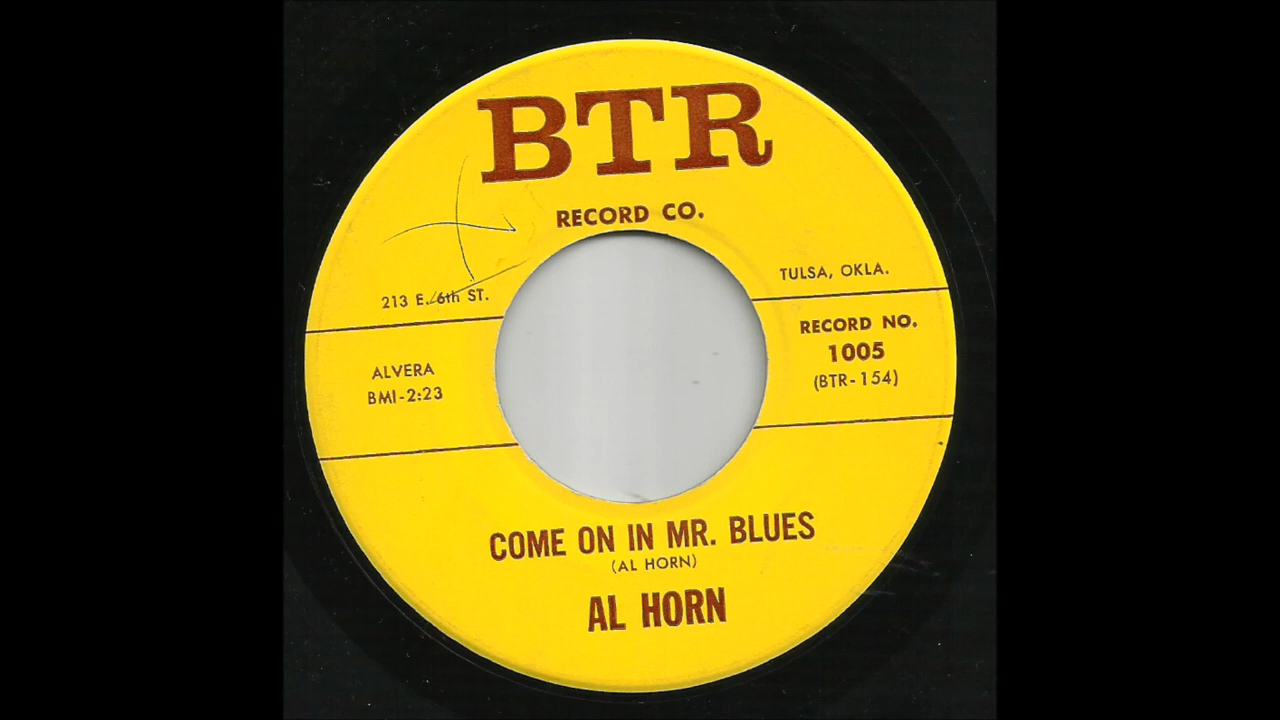 BTR
RECORD CO.
213 E. 6th ST.
TULSA, OKLA.
ALVERA
BMI-2:23
RECORD NO.
1005
(BTR-154)
COME ON IN MR. BLUES
(AL HORN)
AL HORN